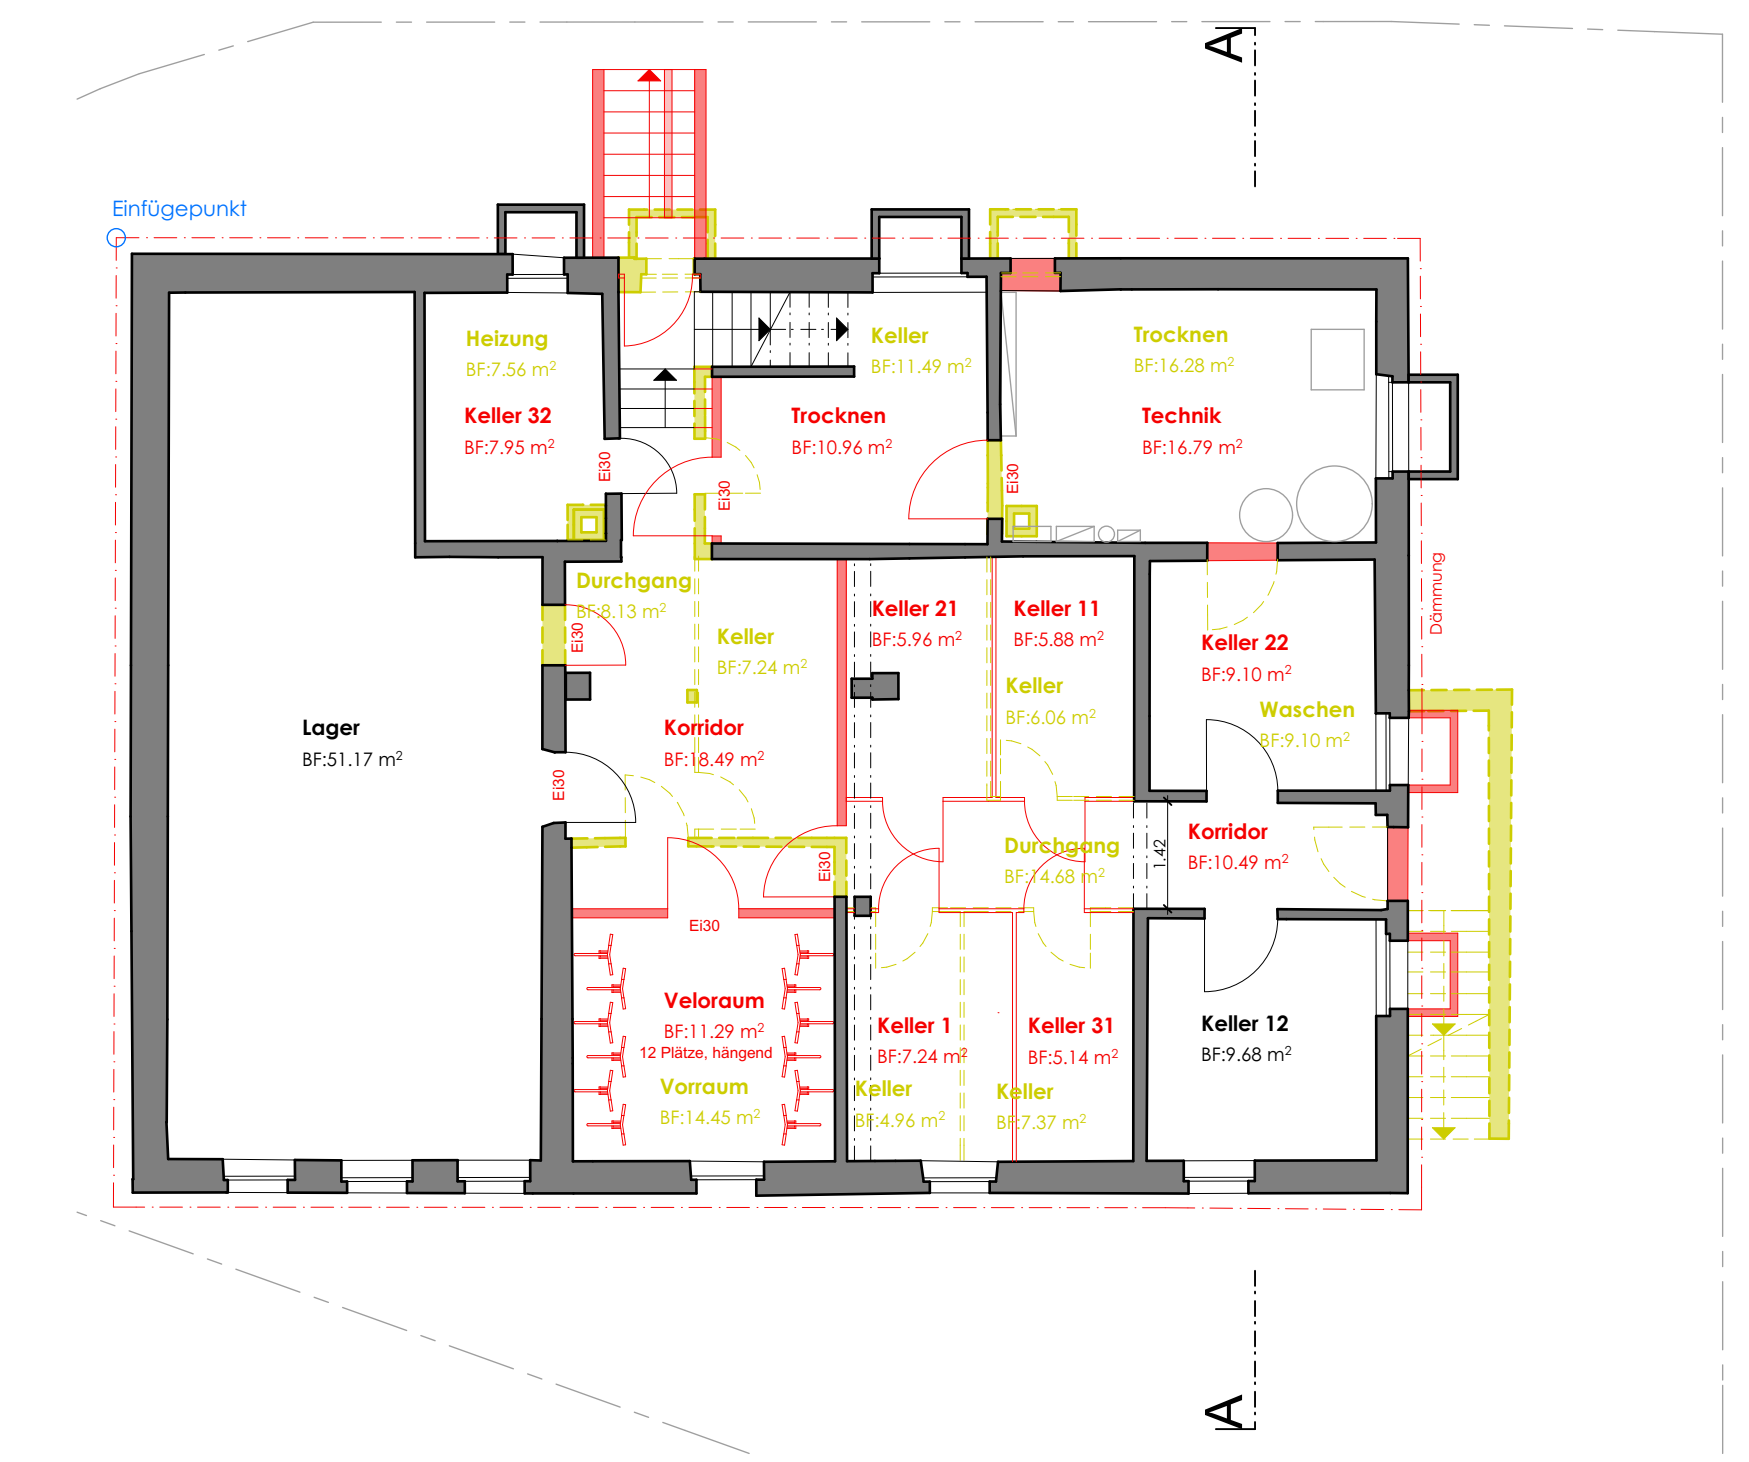 A
Einfügepunkt
Heizung
BF:7.56 m²
Keller 32
BF:7.95 m²
Ei30
Keller
BF:11.49 m²
Trocknen
BF:10.96 m²
Ei30
Trocknen
BF:16.28 m²
Technik
BF:16.79 m²
Ei30
Dämmung
Durchgang
BF:8.13 m²
Ei30
Keller
BF:7.24 m²
Keller 21
BF:5.96 m²
Keller 11
BF:5.88 m²
Keller
BF:6.06 m²
Keller 22
BF:9.10 m²
Waschen
BF:9.10 m²
Lager
BF:51.17 m²
Ei30
Korridor
BF:18.49 m²
Ei30
Durchgang
BF:14.68 m²
1.42
Korridor
BF:10.49 m²
Ei30
Veloraum
BF:11.29 m²
12 Plätze, hängend
Vorraum
BF:14.45 m²
Keller 1
BF:7.24 m²
Keller
BF:4.96 m²
Keller 31
BF:5.14 m²
Keller
BF:7.37 m²
Keller 12
BF:9.68 m²
A